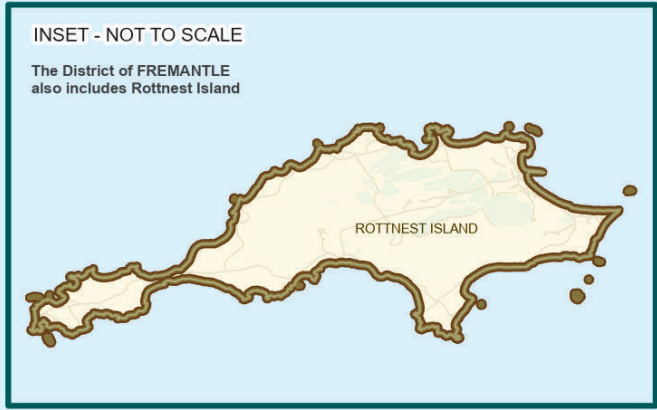 INSET - NOT TO SCALE
The District of FREMANTLE
also includes Rottnest Island
ROTTNEST ISLAND